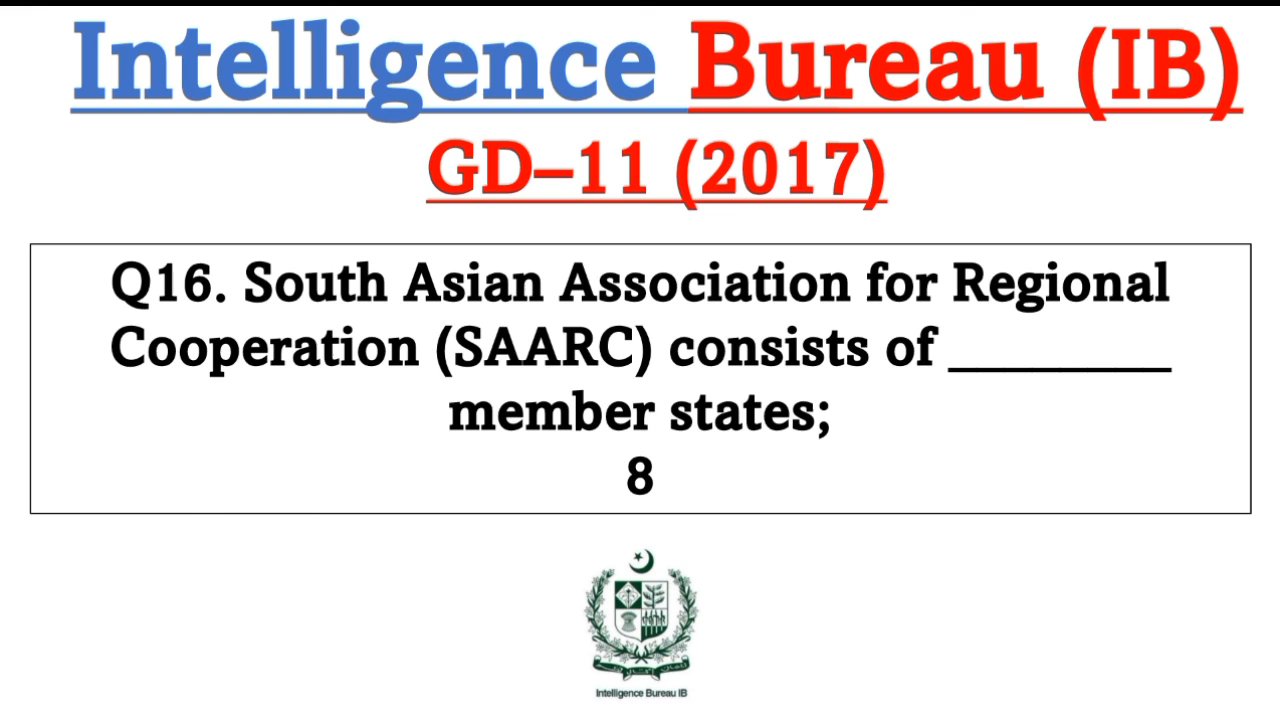 Intelligence Bureau (IB)
GD–11 (2017)
Q16. South Asian Association for Regional
Cooperation (SAARC) consists of ________
member states;
8
Intelligence Bureau IB